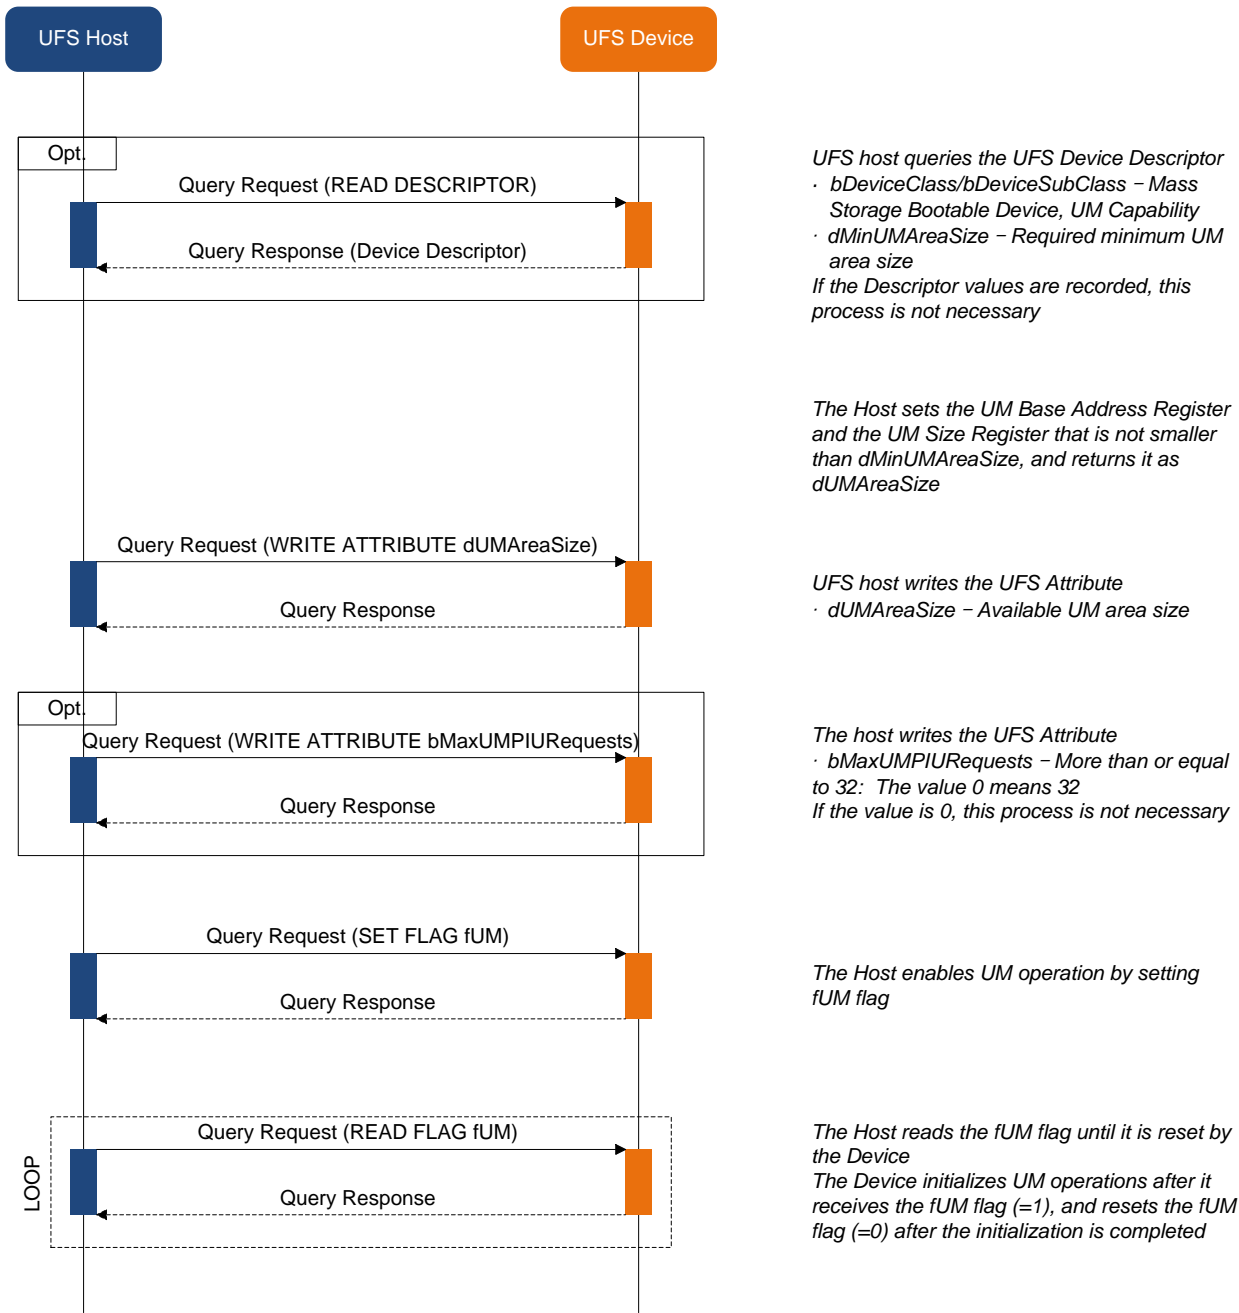 UFS Host
UFS Device
Opt.
Query Request (READ DESCRIPTOR)
Query Response (Device Descriptor)
UFS host queries the UFS Device Descriptor
· bDeviceClass/bDeviceSubClass – Mass
Storage Bootable Device, UM Capability
· dMinUMAreaSize – Required minimum UM
area size
If the Descriptor values are recorded, this
process is not necessary
The Host sets the UM Base Address Register
and the UM Size Register that is not smaller
than dMinUMAreaSize, and returns it as
dUMAreaSize
Query Request (WRITE ATTRIBUTE dUMAreaSize)
Query Response
UFS host writes the UFS Attribute
· dUMAreaSize – Available UM area size
Opt.
Query Request (WRITE ATTRIBUTE bMaxUMPIURequests)
Query Response
The host writes the UFS Attribute
· bMaxUMPIURequests – More than or equal
to 32: The value 0 means 32
If the value is 0, this process is not necessary
Query Request (SET FLAG fUM)
Query Response
The Host enables UM operation by setting
fUM flag
LOOP
Query Request (READ FLAG fUM)
Query Response
The Host reads the fUM flag until it is reset by
the Device
The Device initializes UM operations after it
receives the fUM flag (=1), and resets the fUM
flag (=0) after the initialization is completed